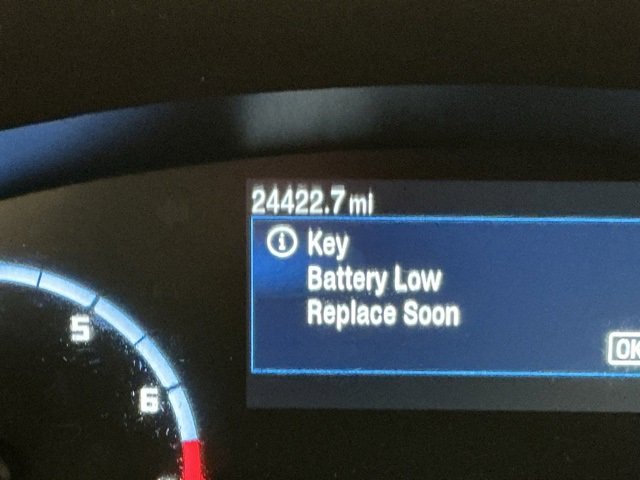 24422.7 mi
i Key
Battery Low
Replace Soon
OK
5
6